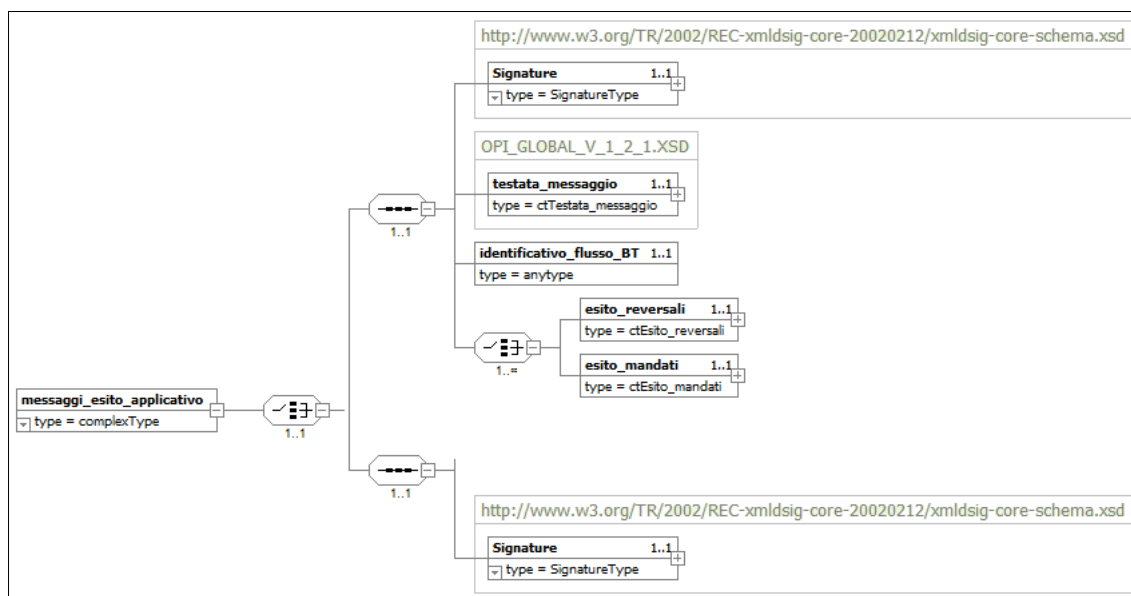 http://www.w3.org/TR/2002/REC-xmldsig-core-20020212/xmldsig-core-schema.xsd
Signature 1..1
type = SignatureType
OPI_GLOBAL_V_1_2_1.XSD
testata_messaggio 1..1
type = ctTestata_messaggio
1..1
identificativo_flusso_BT 1..1
type = anytype
esito_reversali 1..1
type = ctEsito_reversali
1..¤
esito_mandati 1..1
type = ctEsito_mandati
messaggi_esito_applicativo
type = complexType
1..1
1..1
http://www.w3.org/TR/2002/REC-xmldsig-core-20020212/xmldsig-core-schema.xsd
Signature 1..1
type = SignatureType